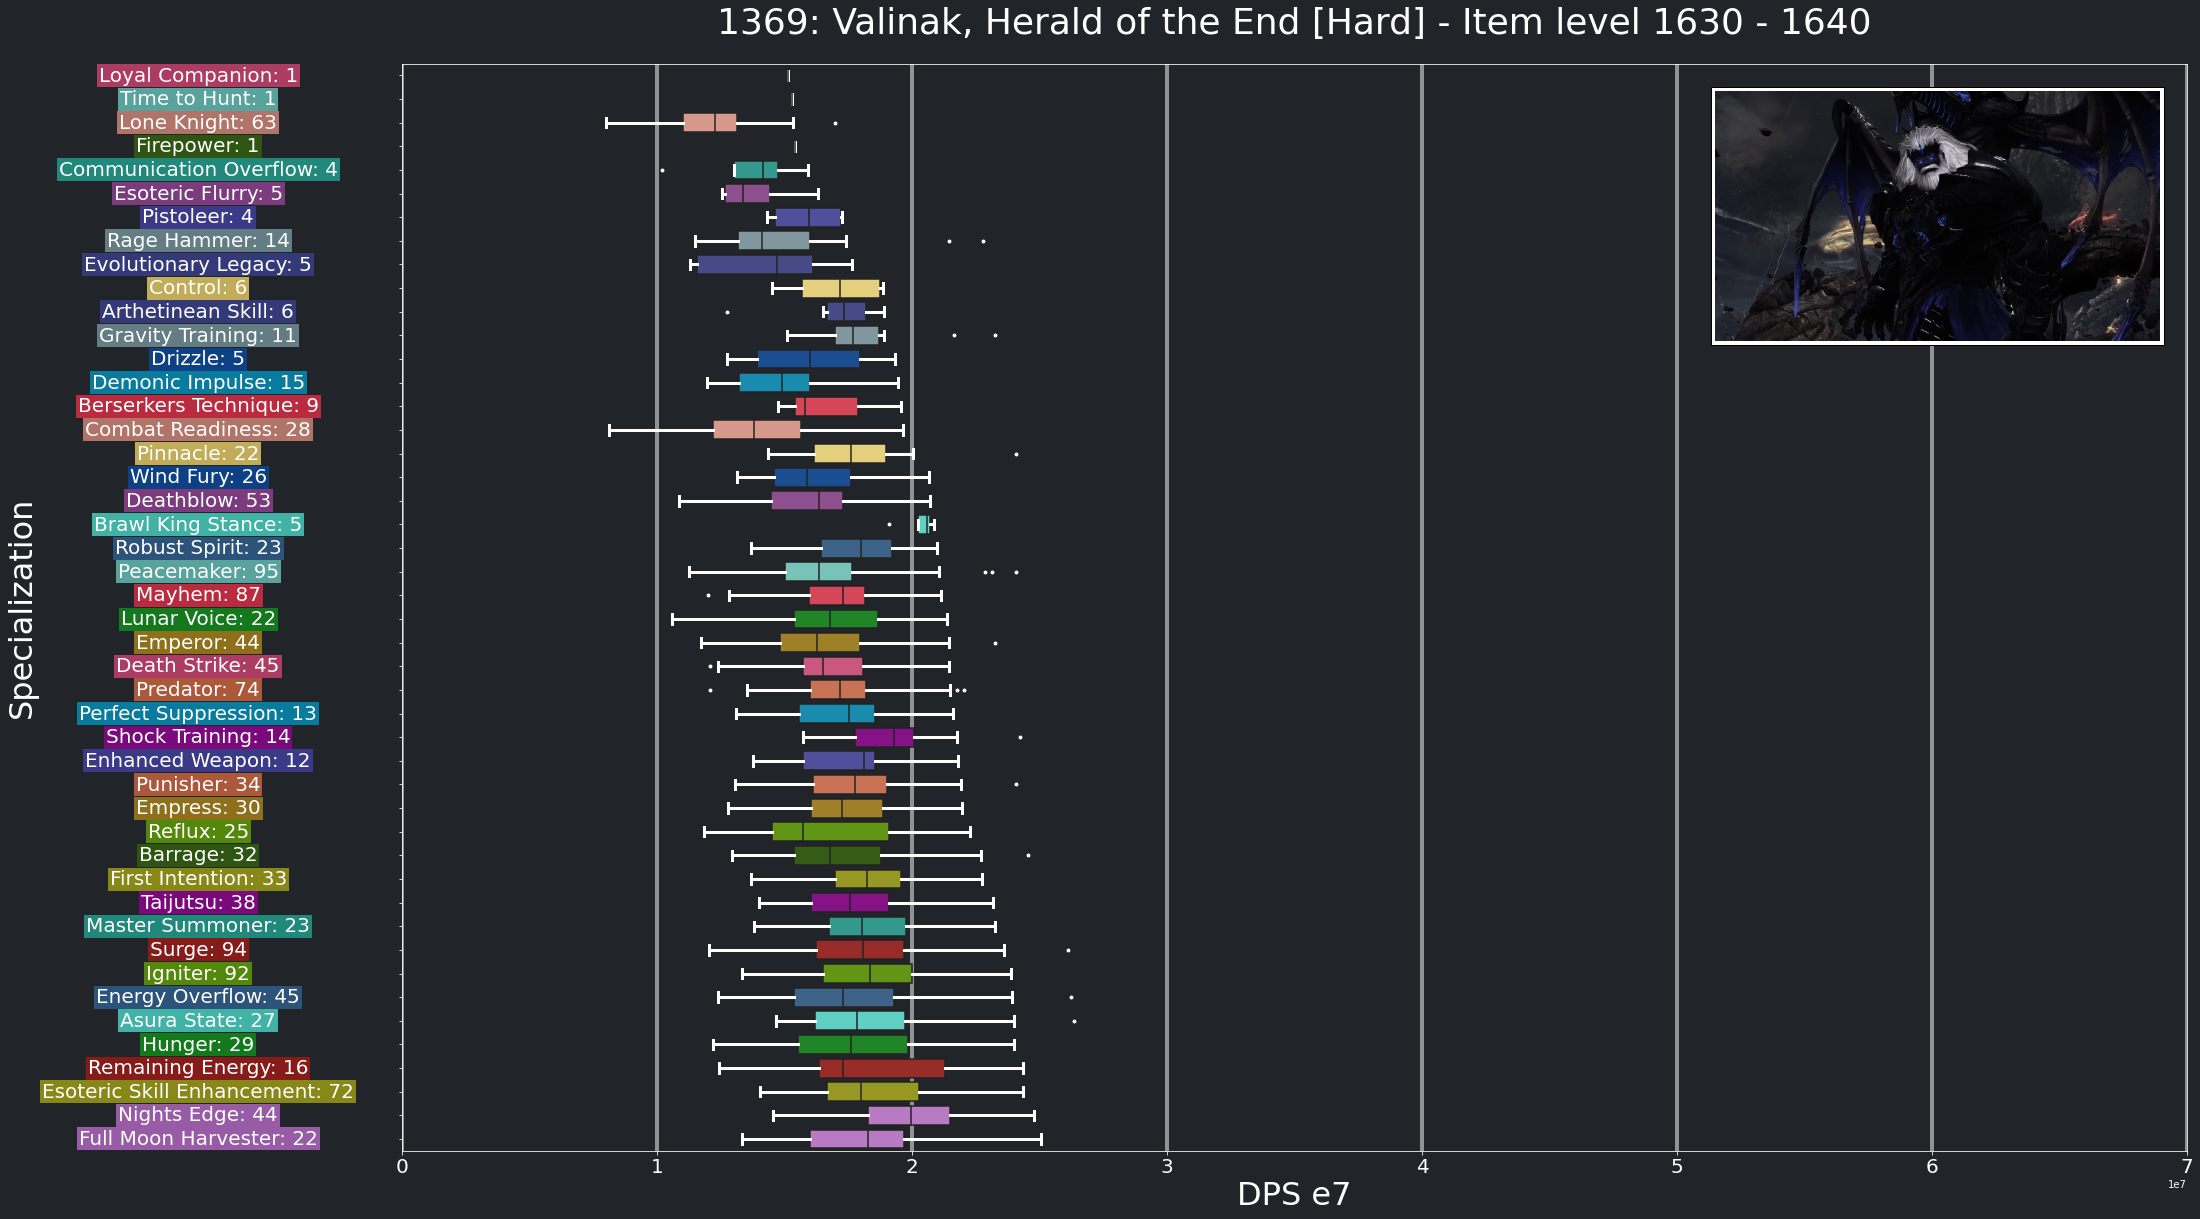 1369: Valinak, Herald of the End [Hard] - Item level 1630 - 1640
Specialization
Loyal Companion: 1
Time to Hunt: 1
Lone Knight: 63
Firepower: 1
Communication Overflow: 4
Esoteric Flurry: 5
Pistoleer: 4
Rage Hammer: 14
Evolutionary Legacy: 5
Control: 6
Arthetinean Skill: 6
Gravity Training: 11
Drizzle: 5
Demonic Impulse: 15
Berserkers Technique: 9
Combat Readiness: 28
Pinnacle: 22
Wind Fury: 26
Deathblow: 53
Brawl King Stance: 5
Robust Spirit: 23
Peacemaker: 95
Mayhem: 87
Lunar Voice: 22
Emperor: 44
Death Strike: 45
Predator: 74
Perfect Suppression: 13
Shock Training: 14
Enhanced Weapon: 12
Punisher: 34
Empress: 30
Reflux: 25
Barrage: 32
First Intention: 33
Taijutsu: 38
Master Summoner: 23
Surge: 94
Igniter: 92
Energy Overflow: 45
Asura State: 27
Hunger: 29
Remaining Energy: 16
Esoteric Skill Enhancement: 72
Nights Edge: 44
Full Moon Harvester: 22
0 1 2 3 4 5 6 7
1e7
DPS e7